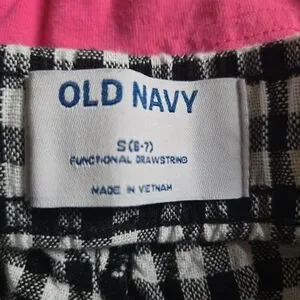 OLD NAVY
S(6-7)
FUNCTIONAL DRAWSTRING
MADE IN VIETNAM